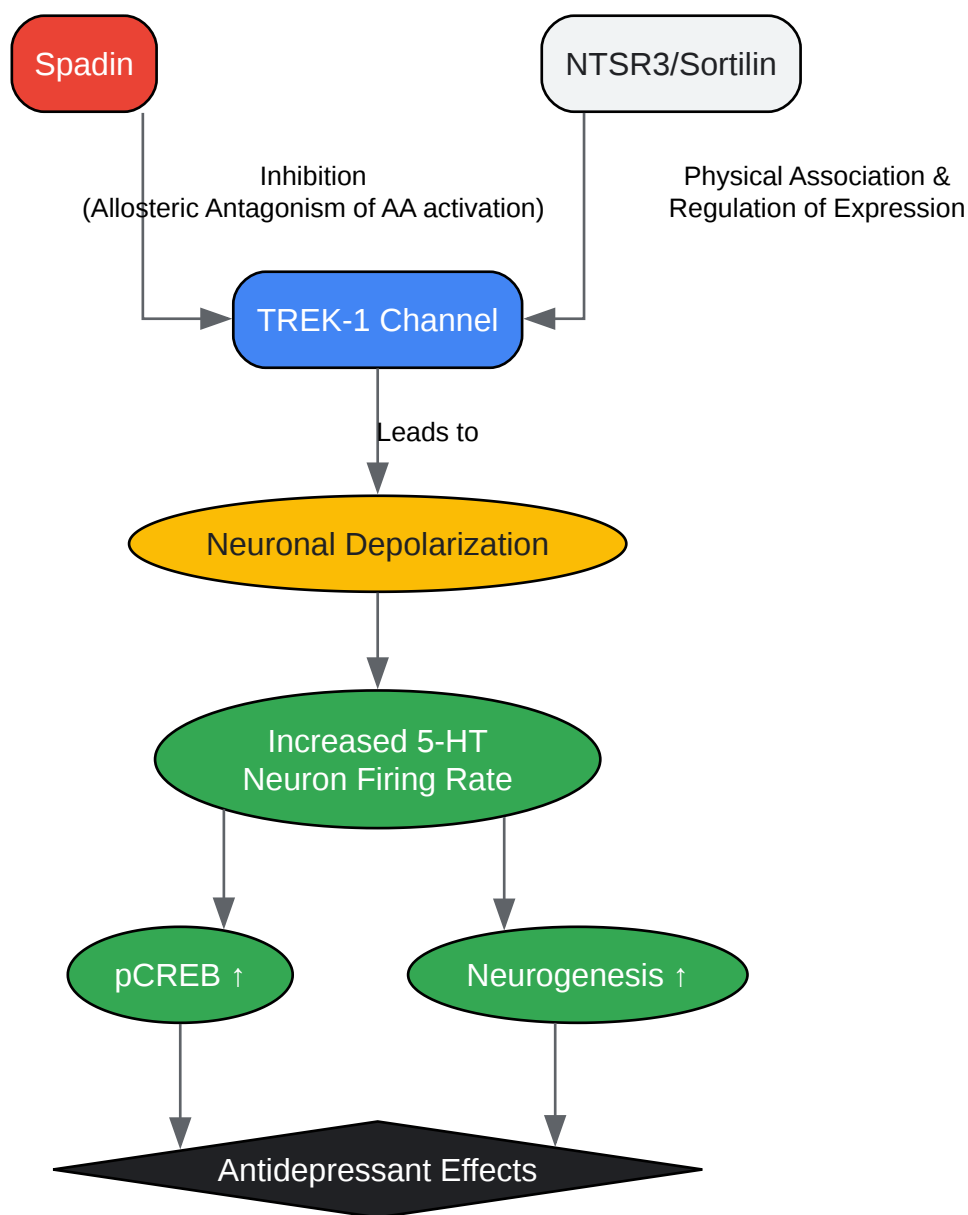 Spadin
NTSR3/Sortilin
Inhibition
(Allosteric Antagonism of AA activation)
Physical Association &
Regulation of Expression
TREK-1 Channel
Leads to
Neuronal Depolarization
Increased 5-HT
Neuron Firing Rate
pCREB ↑
Neurogenesis ↑
Antidepressant Effects